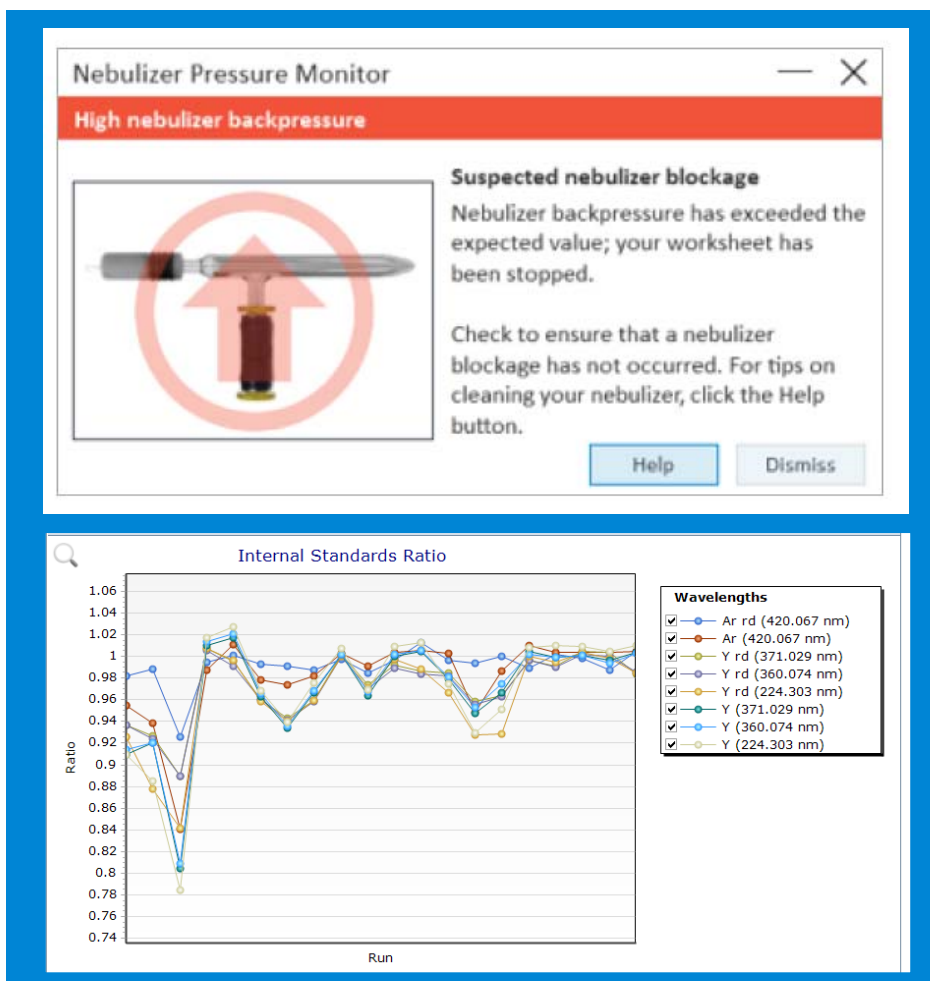 Nebulizer Pressure Monitor
High nebulizer backpressure
Suspected nebulizer blockage
Nebulizer backpressure has exceeded the
expected value; your worksheet has
been stopped.
Check to ensure that a nebulizer
blockage has not occurred. For tips on
cleaning your nebulizer, click the Help
button.
Help
Dismiss
Internal Standards Ratio
1.06
1.04
1.02
1
0.98
0.96
0.94
0.92
0.9
0.88
0.86
0.84
0.82
0.8
0.78
0.76
0.74
Ratio
Run
Wavelengths
Ar rd (420.067 nm)
Ar (420.067 nm)
Y rd (371.029 nm)
Y rd (360.074 nm)
Y rd (224.303 nm)
Y (371.029 nm)
Y (360.074 nm)
Y (224.303 nm)